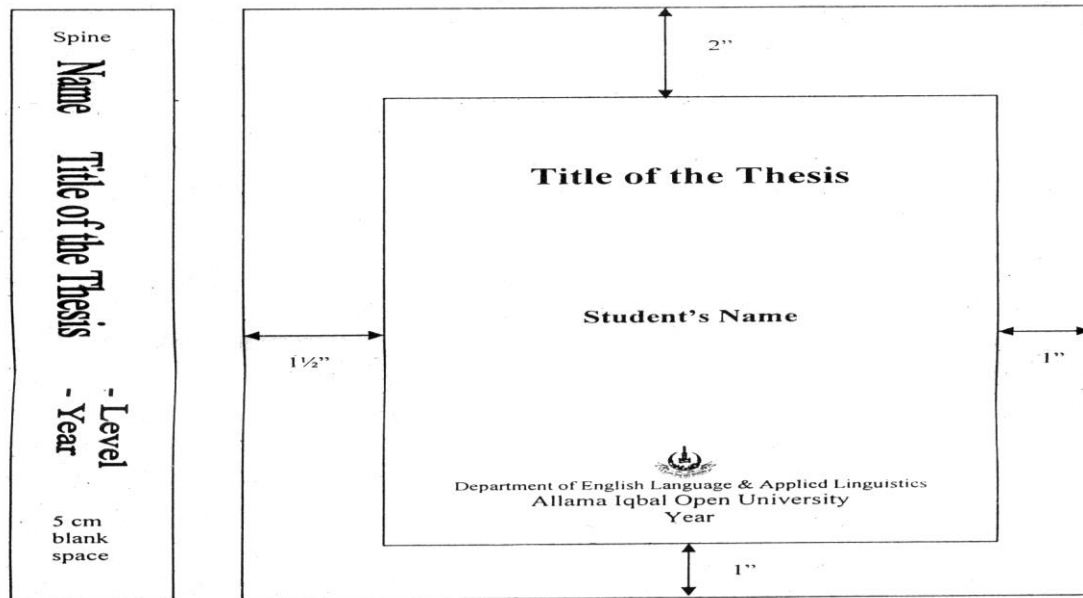 Spine
Name Title of the Thesis
- Level
- Year
5 cm
blank
space
2”
Title of the Thesis
Student’s Name
1½”
1”
Department of English Language & Applied Linguistics
Allama Iqbal Open University
Year
1”